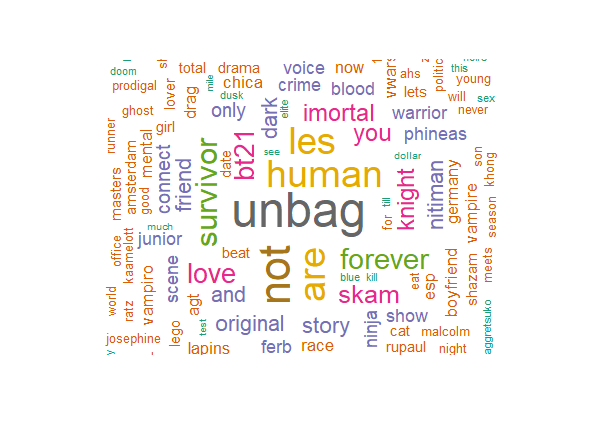 doom
this
total drama voice now ahs young
prodigal chica crime blood lets politic
ghost lover drag only dark imortal warrior will sex
never
girl you phineas
runner
masters
amsterdam
good
mental
connect
friend
survivor
date
bt21
les
see
elite
dusk
mile
dollar
human
knight
nitiman
germany
vampire
son
season
khong
unbag
for
till
much
junior
office
kaamelott
vampiro
scene
love
beat
not
are
forever
blue kill
eat
esp
boyfriend
shazam
meets
world
ratz
agt
and
skam
test
lego
original story
ninja
show
cat malcolm
aggretsuko
josephine
y
lapins
ferb race
rupaul night